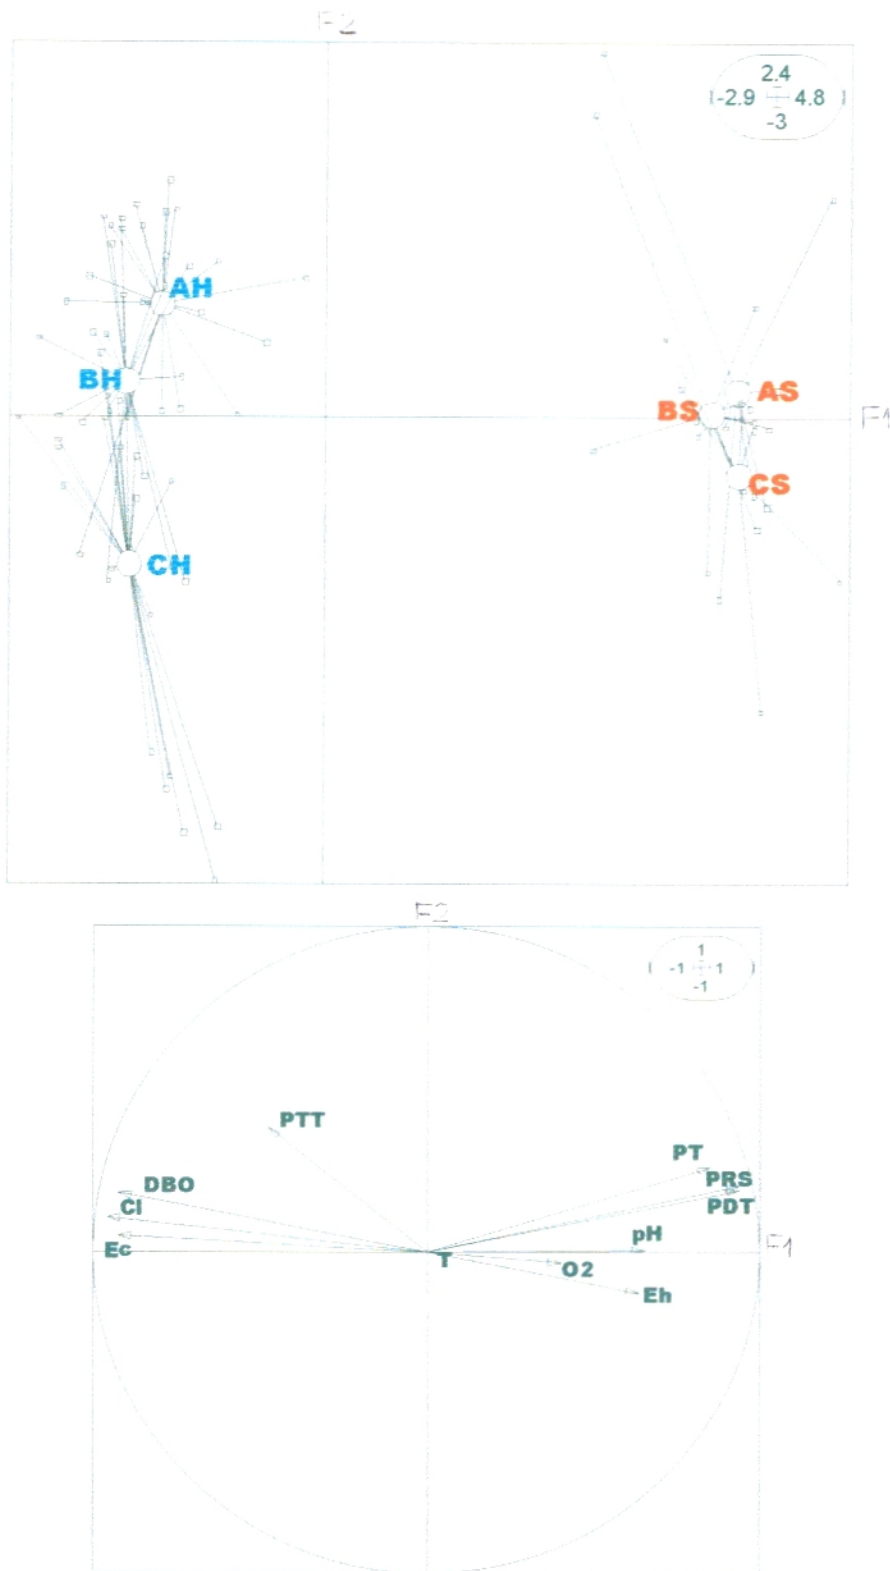 F2
2.4
-2.9 4.8
-3
AH
BH
AS
BS
F1
CS
CH
F2
1
-1 1
-1
PTT
PT
DBO
PRS
Cl
PDT
pH
F1
Ec
T
O2
Eh